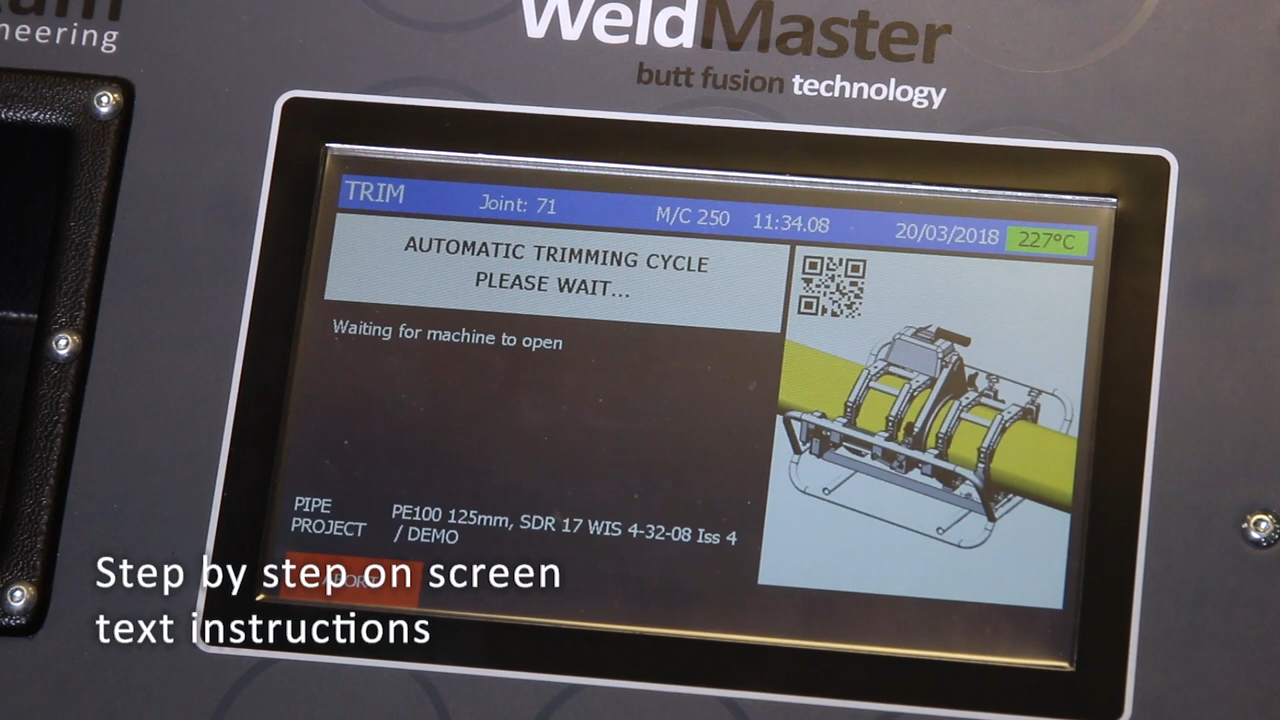 neering
WeldMaster
butt fusion technology
TRIM Joint: 71 M/C 250 11:34.08 20/03/2018 227°C
AUTOMATIC TRIMMING CYCLE
PLEASE WAIT...
Waiting for machine to open
PIPE PE100 125mm, SDR 17 WIS 4-32-08 Iss 4
PROJECT / DEMO
ABORT
Step by step on screen
text instructions